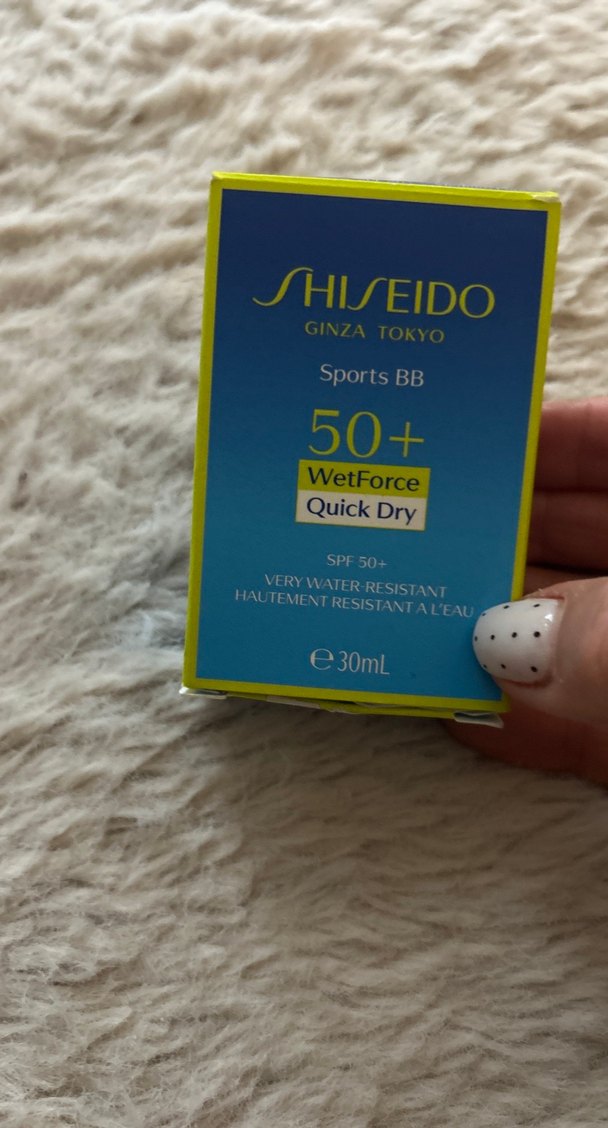 SHISEIDO
GINZA TOKYO
Sports BB
50+
WetForce
Quick Dry
SPF 50+
VERY WATER-RESISTANT
HAUTEMENT RESISTANT A L'EAU
℮ 30mL